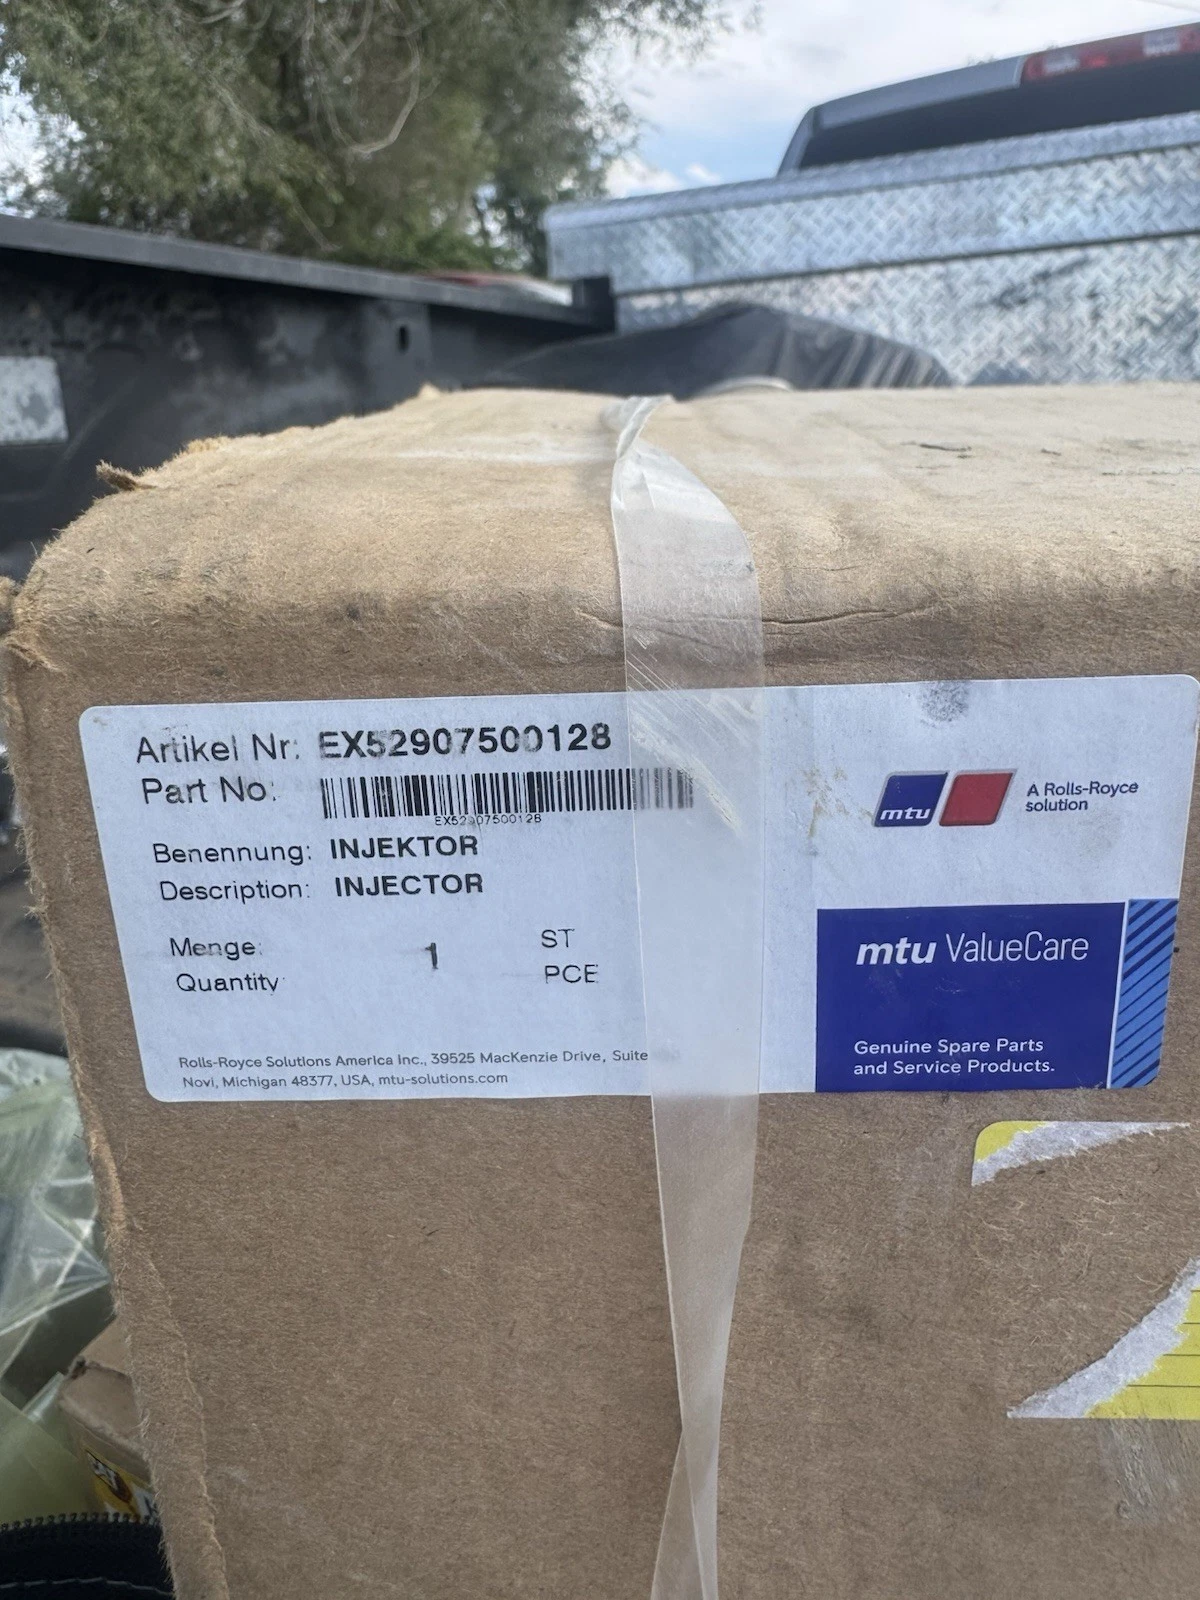 Artikel Nr: EX52907500128
Part No:
EX52907500128
Benennung: INJEKTOR
Description: INJECTOR
Menge: 1 ST
Quantity PCE
Rolls-Royce Solutions America Inc., 39525 MacKenzie Drive, Suite
Novi, Michigan 48377, USA, mtu-solutions.com
mtu
A Rolls-Royce
solution
mtu ValueCare
Genuine Spare Parts
and Service Products.